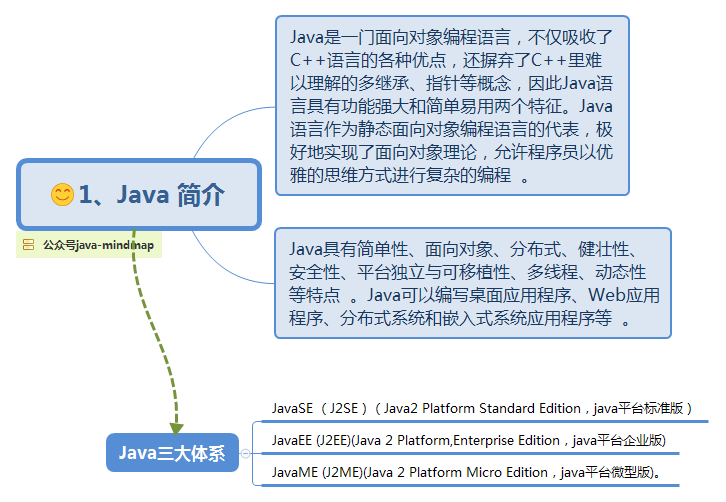 Java是一门面向对象编程语言，不仅吸收了
C++语言的各种优点，还摒弃了C++里难
以理解的多继承、指针等概念，因此Java语
言具有功能强大和简单易用两个特征。Java
语言作为静态面向对象编程语言的代表，极
好地实现了面向对象理论，允许程序员以优
雅的思维方式进行复杂的编程 。
1、Java 简介
公众号java-mindmap
Java具有简单性、面向对象、分布式、健壮性、
安全性、平台独立与可移植性、多线程、动态性
等特点 。Java可以编写桌面应用程序、Web应用
程序、分布式系统和嵌入式系统应用程序等 。
Java三大体系
JavaSE （J2SE）（Java2 Platform Standard Edition，java平台标准版）
JavaEE (J2EE)(Java 2 Platform,Enterprise Edition，java平台企业版)
JavaME (J2ME)(Java 2 Platform Micro Edition，java平台微型版)。